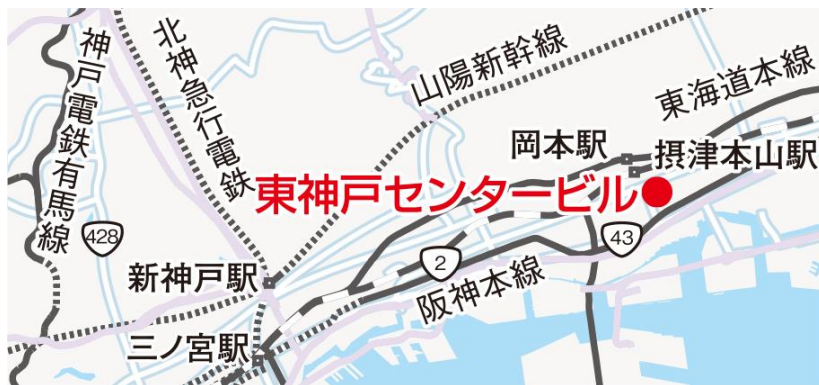 神戸電鉄有馬線
北神急行電鉄
山陽新幹線
東海道本線
岡本駅
摂津本山駅
東神戸センタービル
428
43
2
新神戸駅
阪神本線
三ノ宮駅